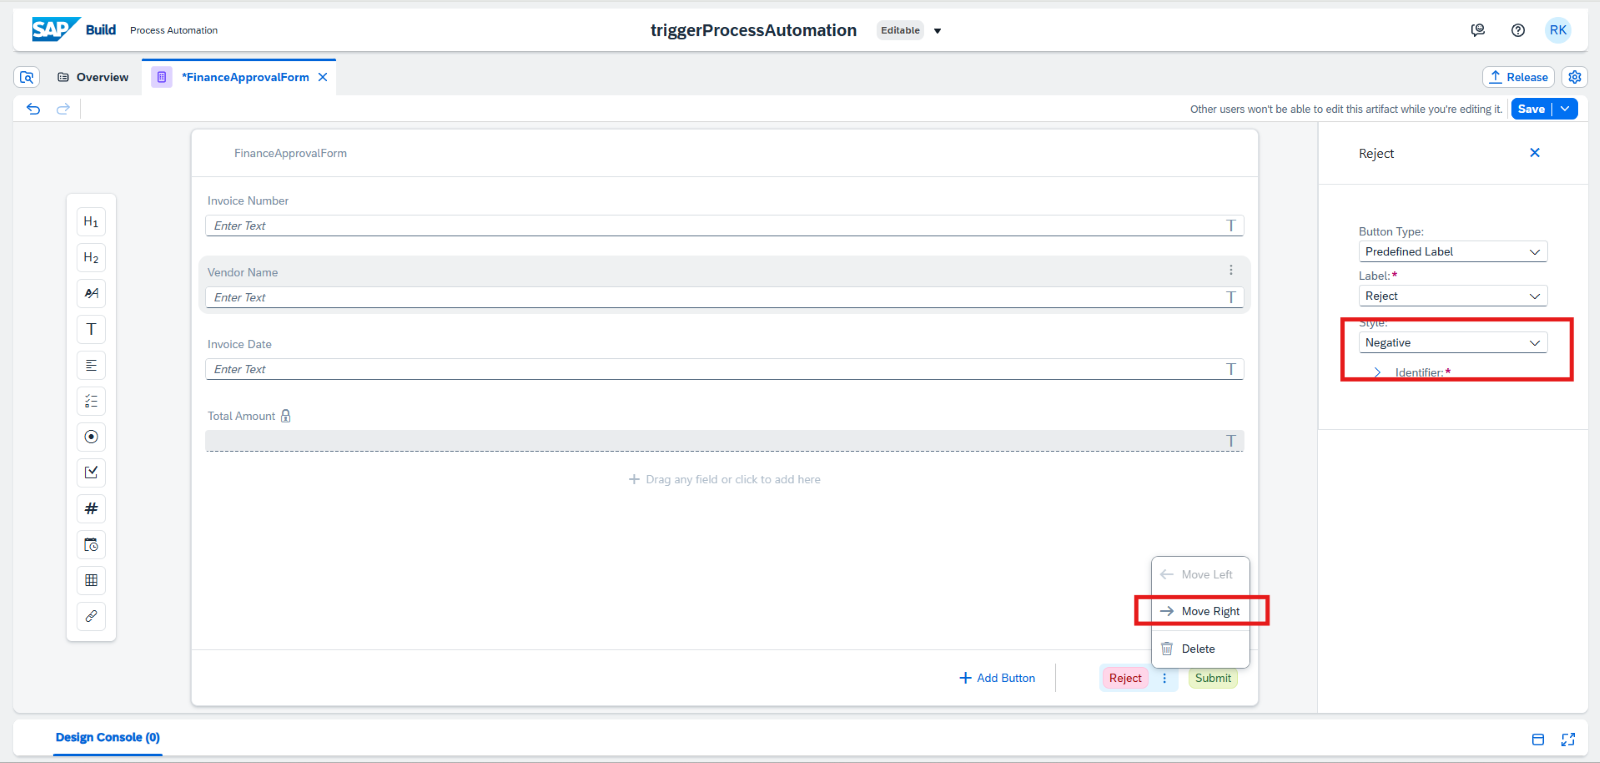 SAP Build Process Automation
triggerProcessAutomation Editable
RK
Overview
*FinanceApprovalForm
Release
Other users won't be able to edit this artifact while you're editing it.
Save
FinanceApprovalForm
Invoice Number
Enter Text
T
Vendor Name
Enter Text
T
Invoice Date
Enter Text
T
Total Amount
T
+ Drag any field or click to add here
H1
H2
AA
T
#
Move Left
Move Right
Delete
+ Add Button
Reject
Submit
Reject
Button Type:
Predefined Label
Label:*
Reject
Style:
Negative
Identifier:*
Design Console (0)